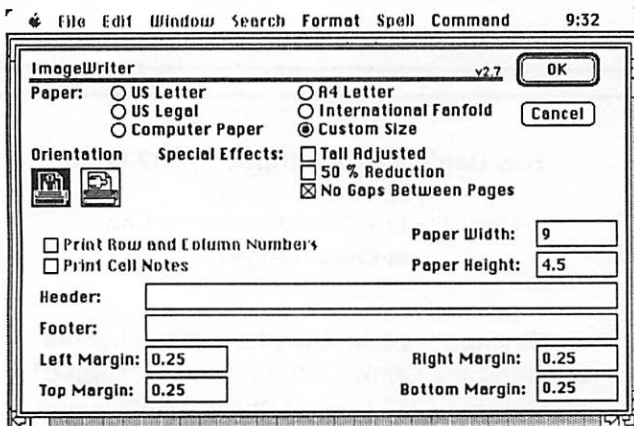 File Edit Window Search Format Spell Command 9:32
ImageWriter v2.7 OK
Paper: US Letter A4 Letter
US Legal International Fanfold Cancel
Computer Paper Custom Size
Orientation Special Effects: Tall Adjusted
50 % Reduction
No Gaps Between Pages
Print Row and Column Numbers Paper Width: 9
Print Cell Notes Paper Height: 4.5
Header:
Footer:
Left Margin: 0.25 Right Margin: 0.25
Top Margin: 0.25 Bottom Margin: 0.25